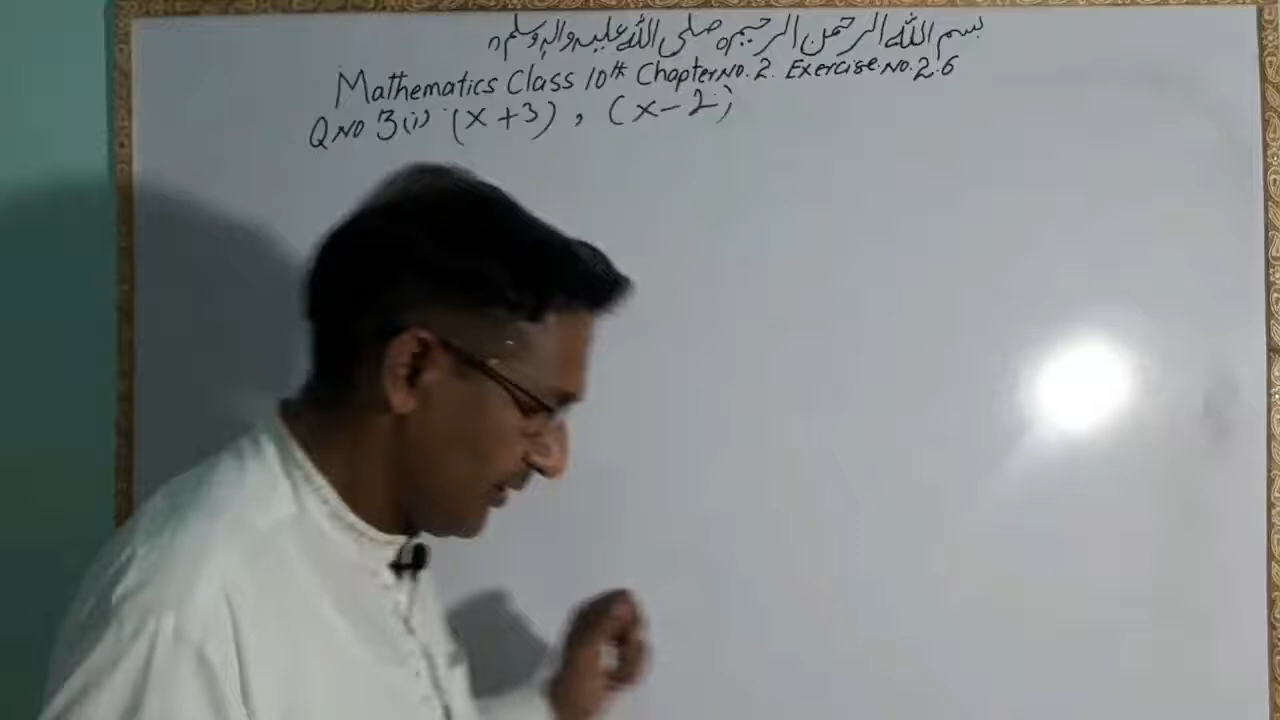 بسم اللہ الرحمن الرحیم صلی اللہ علیہ والہ وسلم
Mathematics Class 10th Chapter No. 2. Exercise. No. 2.6
Q NO 3(i) (x+3), (x-2)